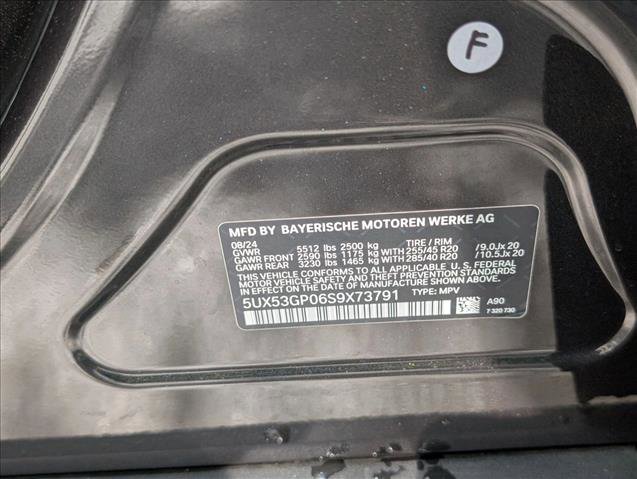 F
MFD BY BAYERISCHE MOTOREN WERKE AG
08/24
GVWR 5512 lbs 2500 kg TIRE / RIM
GAWR FRONT 2590 lbs 1175 kg WITH 255/45 R20 /9.0Jx 20
GAWR REAR 3230 lbs 1465 kg WITH 285/40 R20 /10.5Jx 20
THIS VEHICLE CONFORMS TO ALL APPLICABLE U.S. FEDERAL
MOTOR VEHICLE SAFETY AND THEFT PREVENTION STANDARDS
IN EFFECT ON THE DATE OF MANUFACTURE SHOWN ABOVE.
5UX53GP06S9X73791 TYPE: MPV
A90
7 320 730